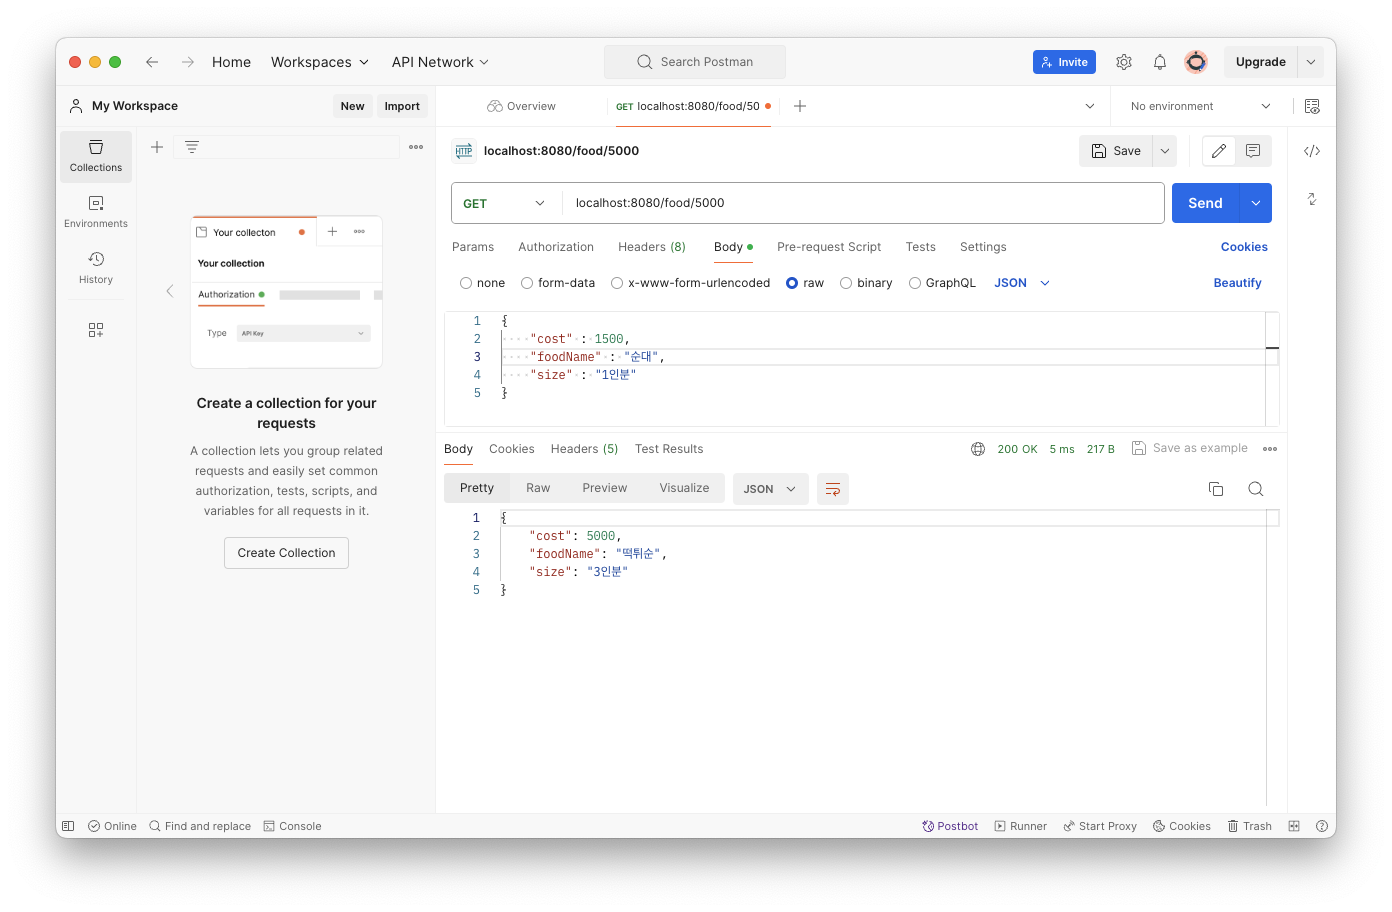 Home Workspaces API Network Search Postman Invite Upgrade
My Workspace New Import Overview GET localhost:8080/food/50 No environment
Collections
Environments
History
Your collecton
Your collection
Authorization
Type API Key
Create a collection for your
requests
A collection lets you group related
requests and easily set common
authorization, tests, scripts, and
variables for all requests in it.
Create Collection
HTTP localhost:8080/food/5000 Save
GET localhost:8080/food/5000 Send
Params Authorization Headers (8) Body Pre-request Script Tests Settings Cookies
none form-data x-www-form-urlencoded raw binary GraphQL JSON Beautify
1 {
2 "cost" : 1500,
3 "foodName" : "순대",
4 "size" : "1인분"
5 }
Body Cookies Headers (5) Test Results 200 OK 5 ms 217 B Save as example
Pretty Raw Preview Visualize JSON
1 {
2 "cost": 5000,
3 "foodName": "떡튀순",
4 "size": "3인분"
5 }
Online Find and replace Console Postbot Runner Start Proxy Cookies Trash